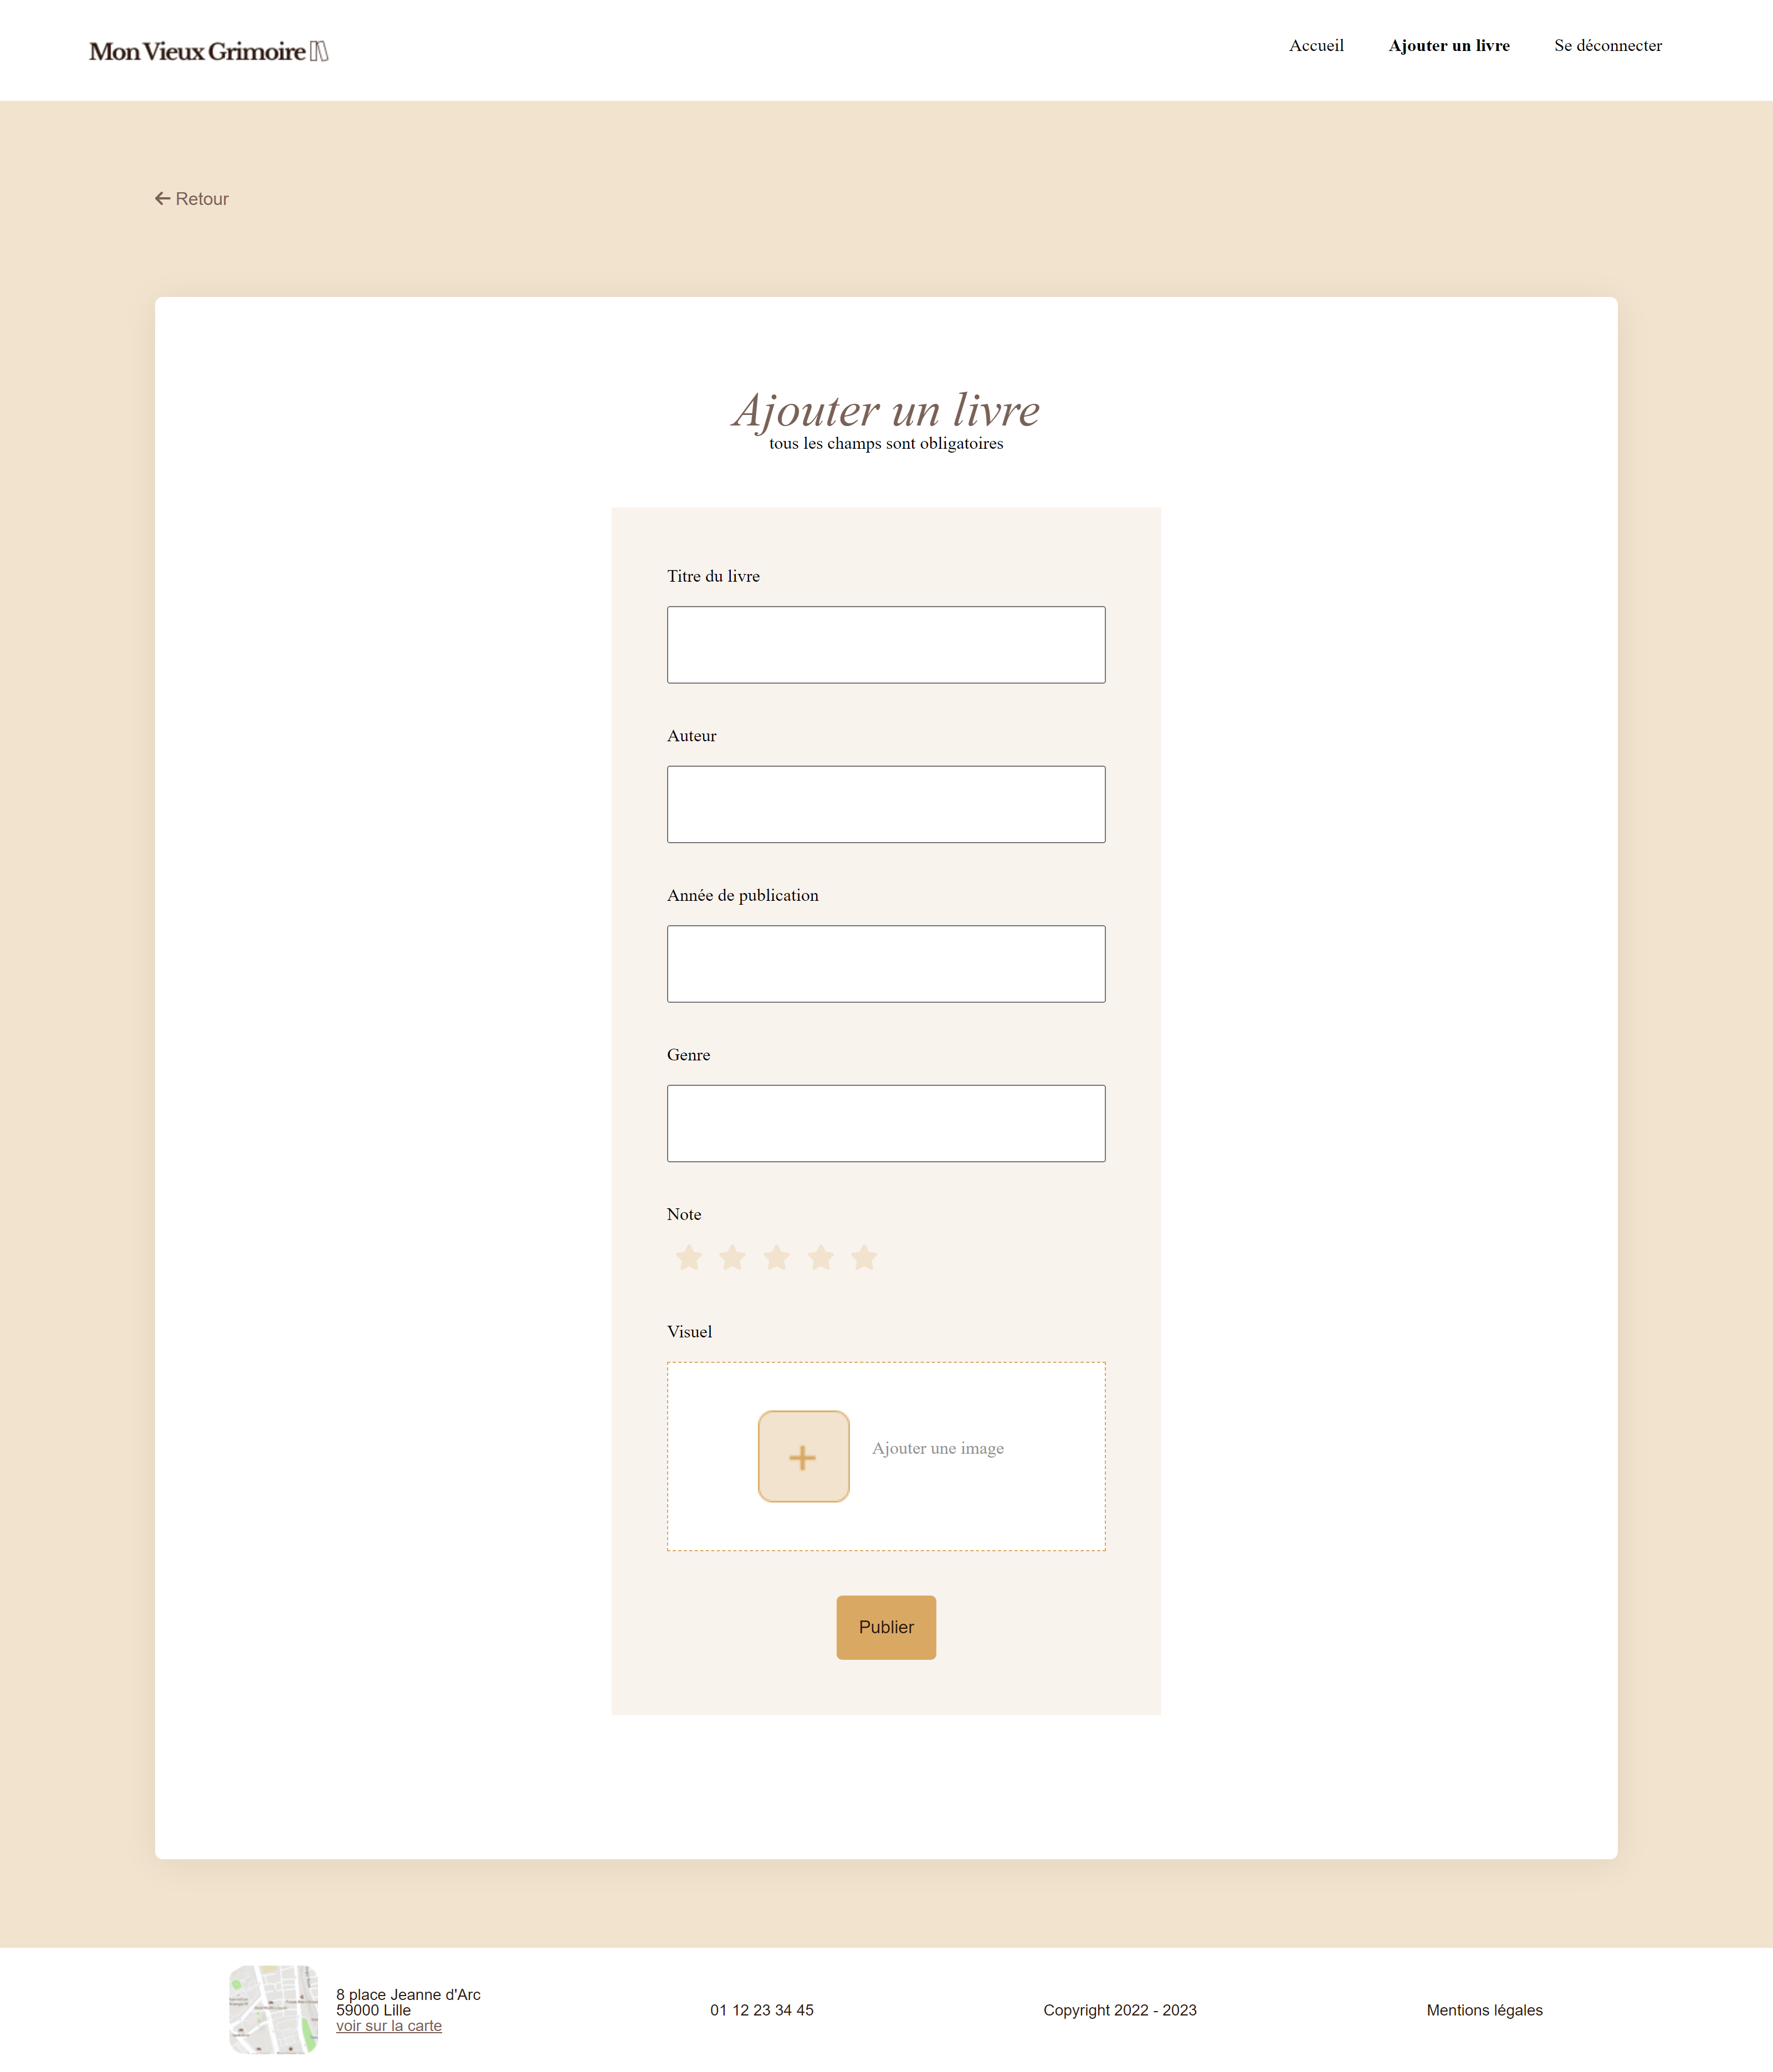 Mon Vieux Grimoire
Accueil
Ajouter un livre
Se déconnecter
Retour
Ajouter un livre
tous les champs sont obligatoires
Titre du livre
Auteur
Année de publication
Genre
Note
Visuel
Ajouter une image
Publier
8 place Jeanne d'Arc
59000 Lille
voir sur la carte
01 12 23 34 45
Copyright 2022 - 2023
Mentions légales